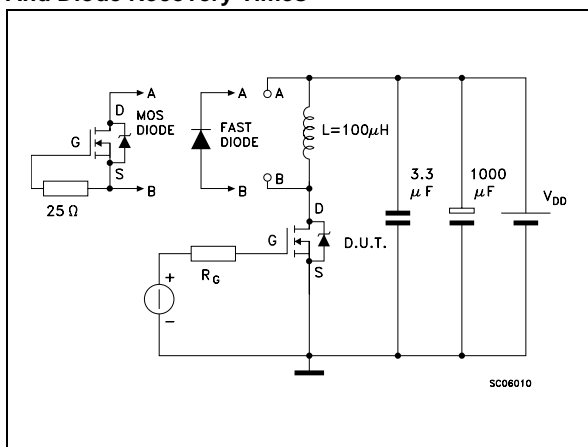 And Diode Recovery Times
A
D
MOS
DIODE
G
S
B
25 Ω
A
FAST
DIODE
B
A
L=100μH
B
D
G
D.U.T.
S
RG
+
−
3.3
μF
1000
μF
VDD
SC06010